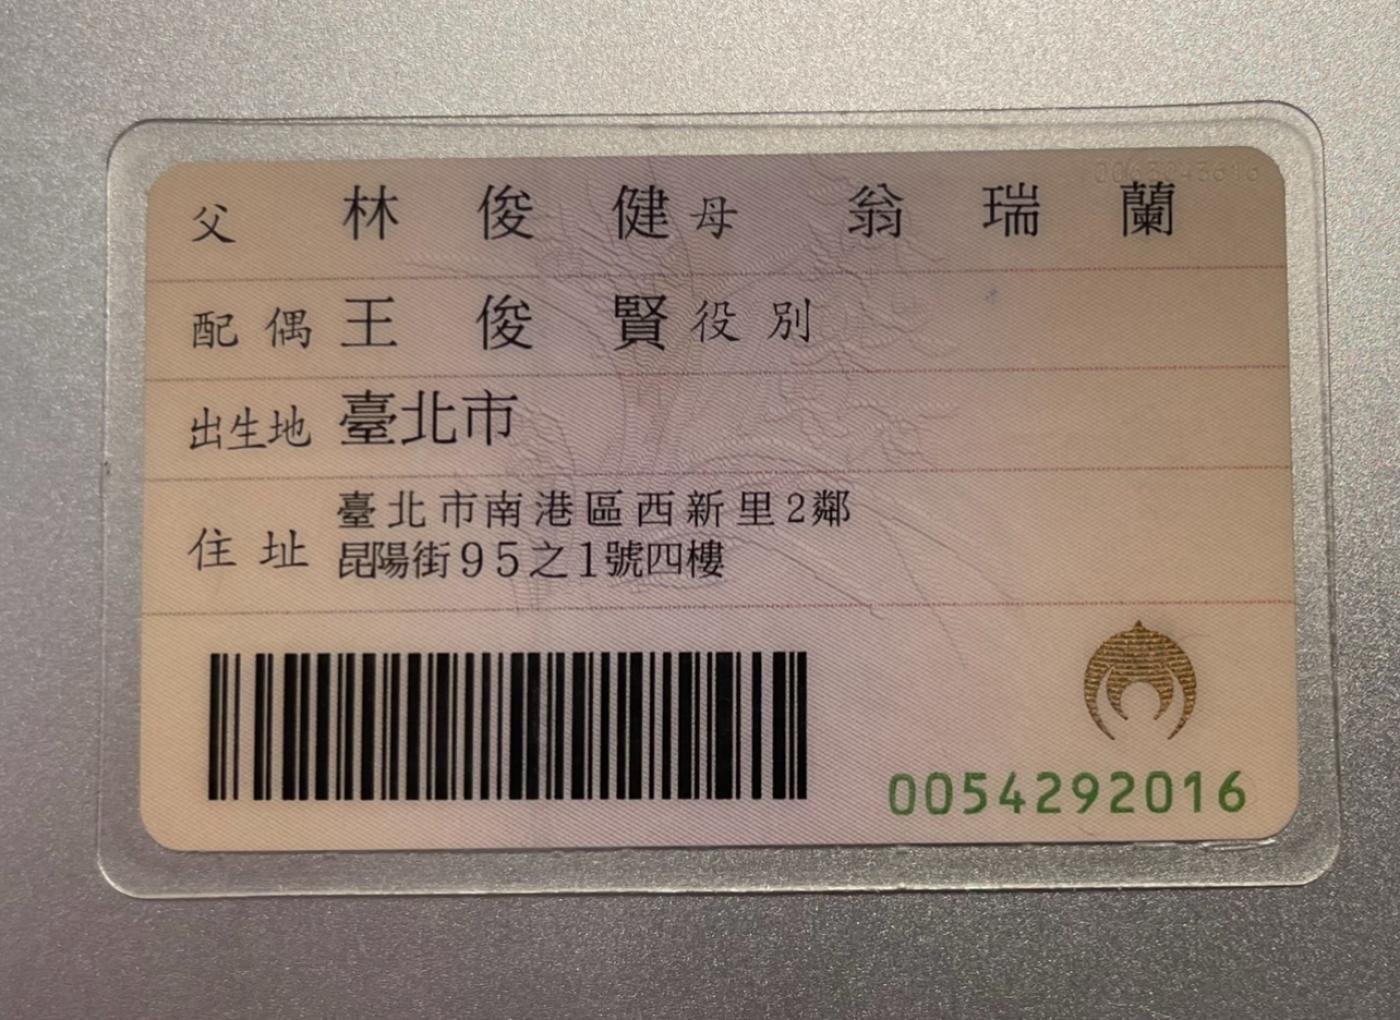 父 林俊健 母 翁瑞蘭
配偶 王俊賢 役別
出生地 臺北市
住址 臺北市南港區西新里2鄰
昆陽街95之1號四樓
0054292016